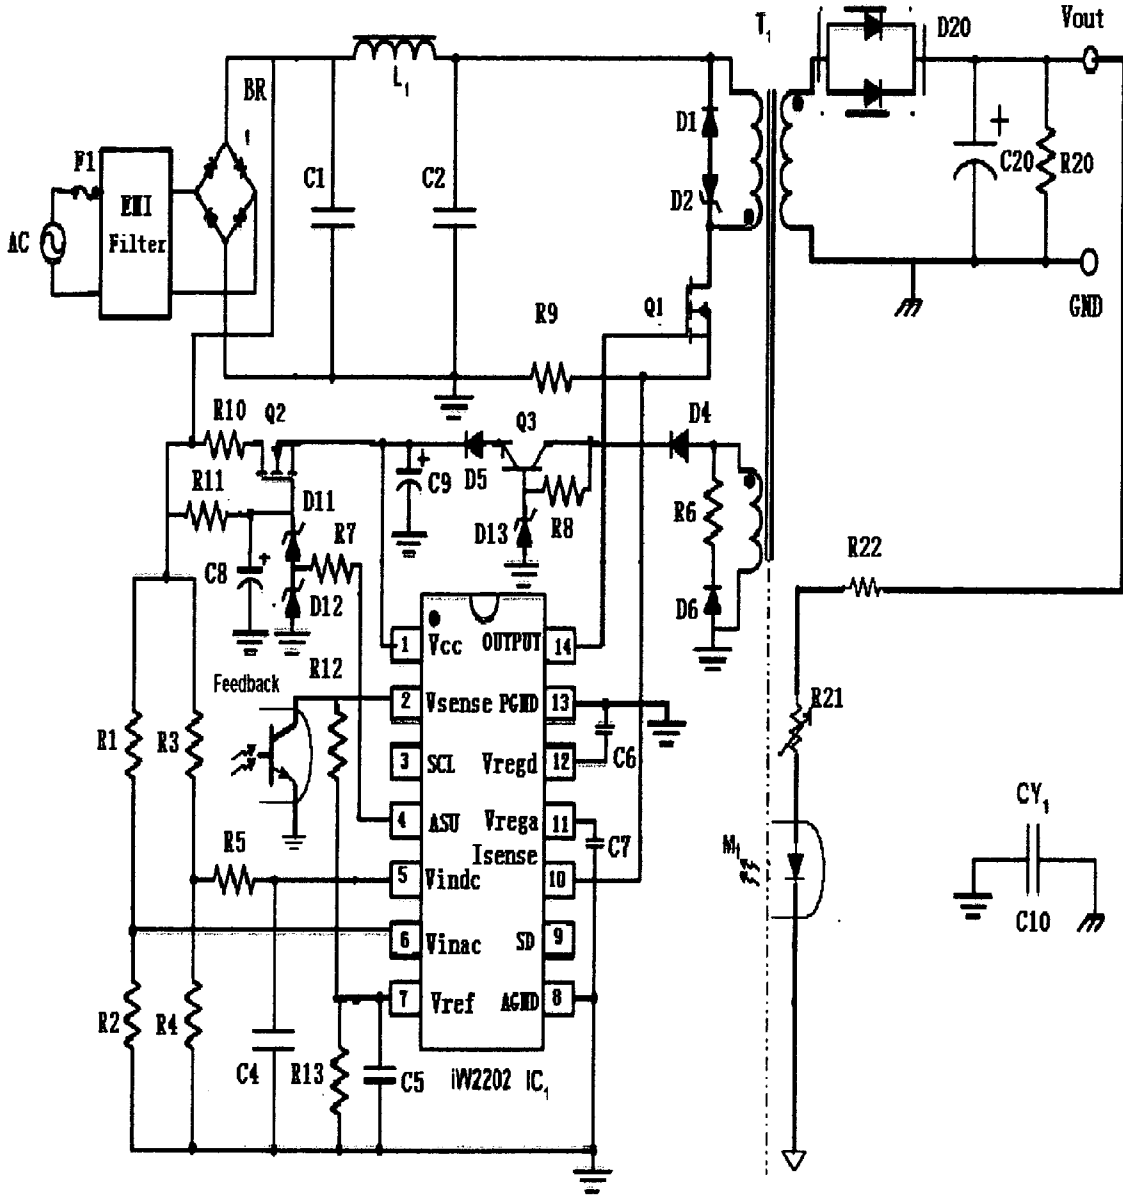 T1
D20
Vout
L1
BR
F1
EMI
Filter
AC
C1
C2
D1
D2
+
C20
R20
GND
Q1
R9
R10
Q2
Q3
D4
R11
D11
+
C9
D5
R8
R6
C8
+
R7
D13
D12
D6
R22
1
Vcc
OUTPUT
14
Feedback
R12
2
Vsense
PGND
13
R21
R1
R3
3
SCL
Vregd
12
C6
4
ASU
Vrega
11
C7
CY1
R5
Isense
M1
5
Vindc
10
C10
6
Vinac
SD
9
R2
R4
7
Vref
AGND
8
C4
R13
C5
iW2202 IC1